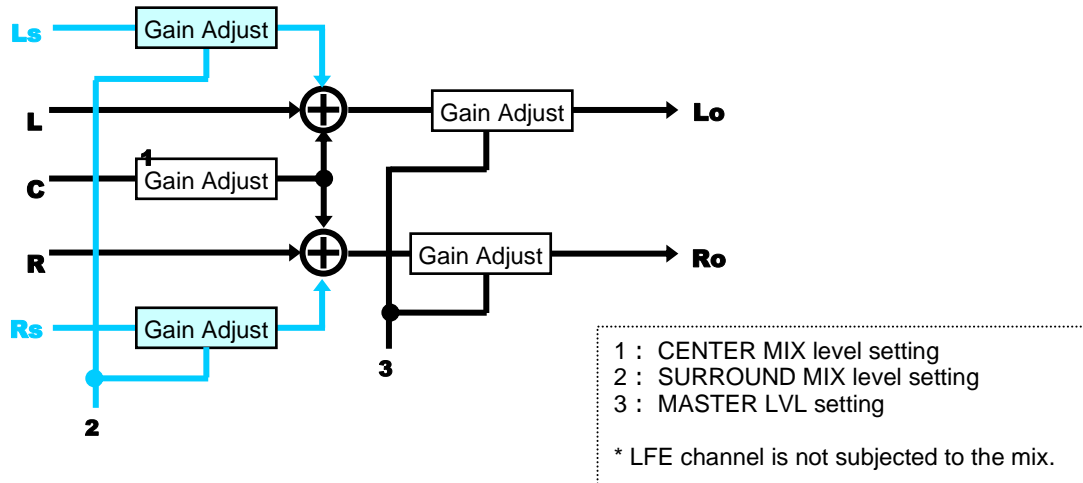 Ls
Gain Adjust
L
Gain Adjust
Lo
1
C
Gain Adjust
R
Gain Adjust
Ro
Rs
Gain Adjust
3
2
1 : CENTER MIX level setting
2 : SURROUND MIX level setting
3 : MASTER LVL setting
* LFE channel is not subjected to the mix.